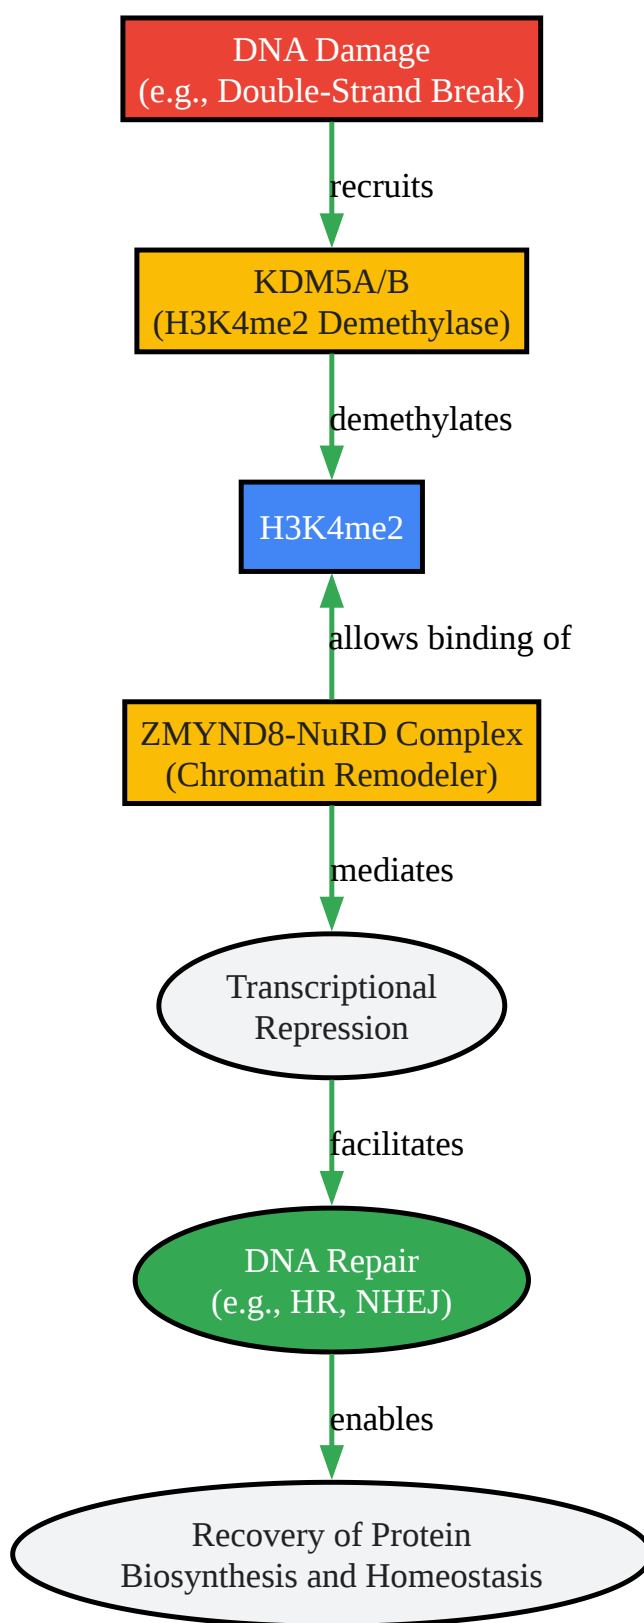 DNA Damage
(e.g., Double-Strand Break)
recruits
KDM5A/B
(H3K4me2 Demethylase)
demethylates
H3K4me2
allows binding of
ZMYND8-NuRD Complex
(Chromatin Remodeler)
mediates
Transcriptional
Repression
facilitates
DNA Repair
(e.g., HR, NHEJ)
enables
Recovery of Protein
Biosynthesis and Homeostasis